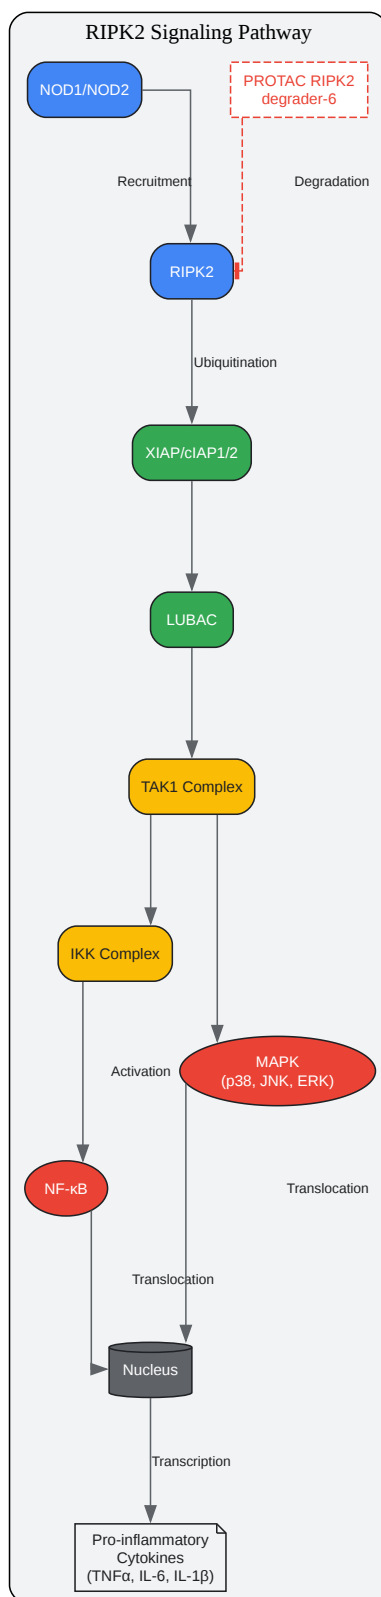 RIPK2 Signaling Pathway
NOD1/NOD2
PROTAC RIPK2
degrader-6
Recruitment
Degradation
RIPK2
Ubiquitination
XIAP/cIAP1/2
LUBAC
TAK1 Complex
IKK Complex
MAPK
(p38, JNK, ERK)
Activation
NF-κB
Translocation
Translocation
Nucleus
Transcription
Pro-inflammatory
Cytokines
(TNFα, IL-6, IL-1β)